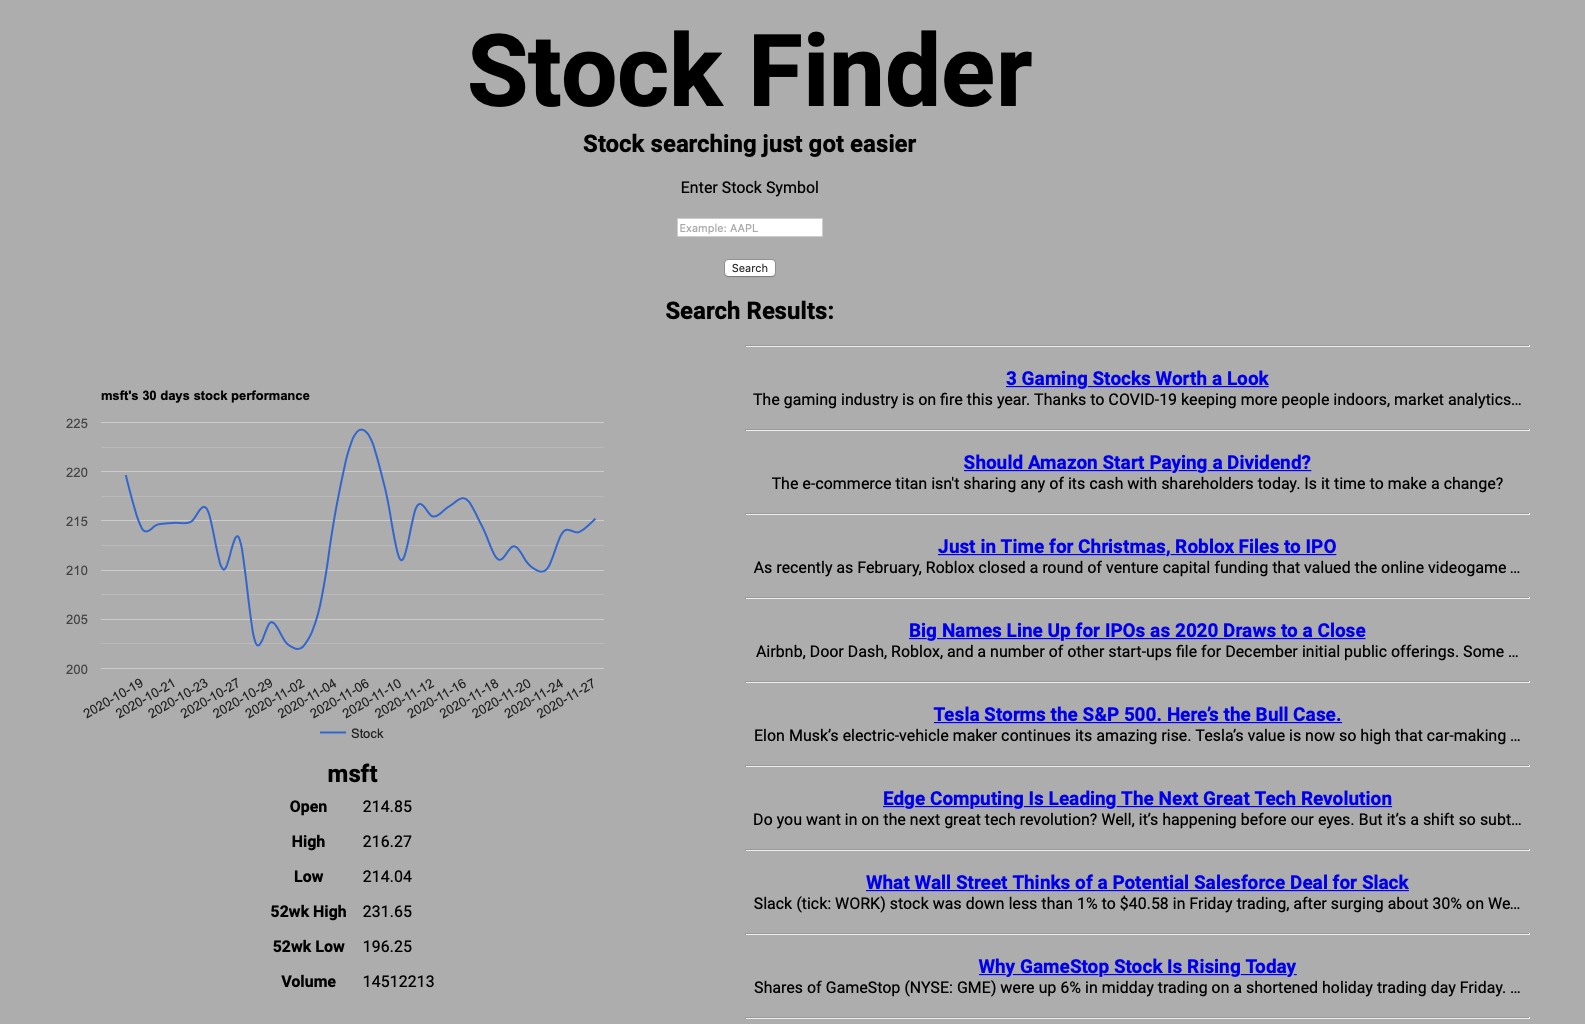 Stock Finder
Stock searching just got easier
Enter Stock Symbol
Example: AAPL
Search
Search Results:
msft's 30 days stock performance
225
220
215
210
205
200
2020-10-19
2020-10-21
2020-10-23
2020-10-27
2020-10-29
2020-11-02
2020-11-04
2020-11-06
2020-11-10
2020-11-12
2020-11-16
2020-11-18
2020-11-20
2020-11-24
2020-11-27
Stock
msft
Open 214.85
High 216.27
Low 214.04
52wk High 231.65
52wk Low 196.25
Volume 14512213
3 Gaming Stocks Worth a Look
The gaming industry is on fire this year. Thanks to COVID-19 keeping more people indoors, market analytics...
Should Amazon Start Paying a Dividend?
The e-commerce titan isn't sharing any of its cash with shareholders today. Is it time to make a change?
Just in Time for Christmas, Roblox Files to IPO
As recently as February, Roblox closed a round of venture capital funding that valued the online videogame ...
Big Names Line Up for IPOs as 2020 Draws to a Close
Airbnb, Door Dash, Roblox, and a number of other start-ups file for December initial public offerings. Some ...
Tesla Storms the S&P 500. Here’s the Bull Case.
Elon Musk’s electric-vehicle maker continues its amazing rise. Tesla’s value is now so high that car-making ...
Edge Computing Is Leading The Next Great Tech Revolution
Do you want in on the next great tech revolution? Well, it’s happening before our eyes. But it’s a shift so subt...
What Wall Street Thinks of a Potential Salesforce Deal for Slack
Slack (tick: WORK) stock was down less than 1% to $40.58 in Friday trading, after surging about 30% on We...
Why GameStop Stock Is Rising Today
Shares of GameStop (NYSE: GME) were up 6% in midday trading on a shortened holiday trading day Friday. ...